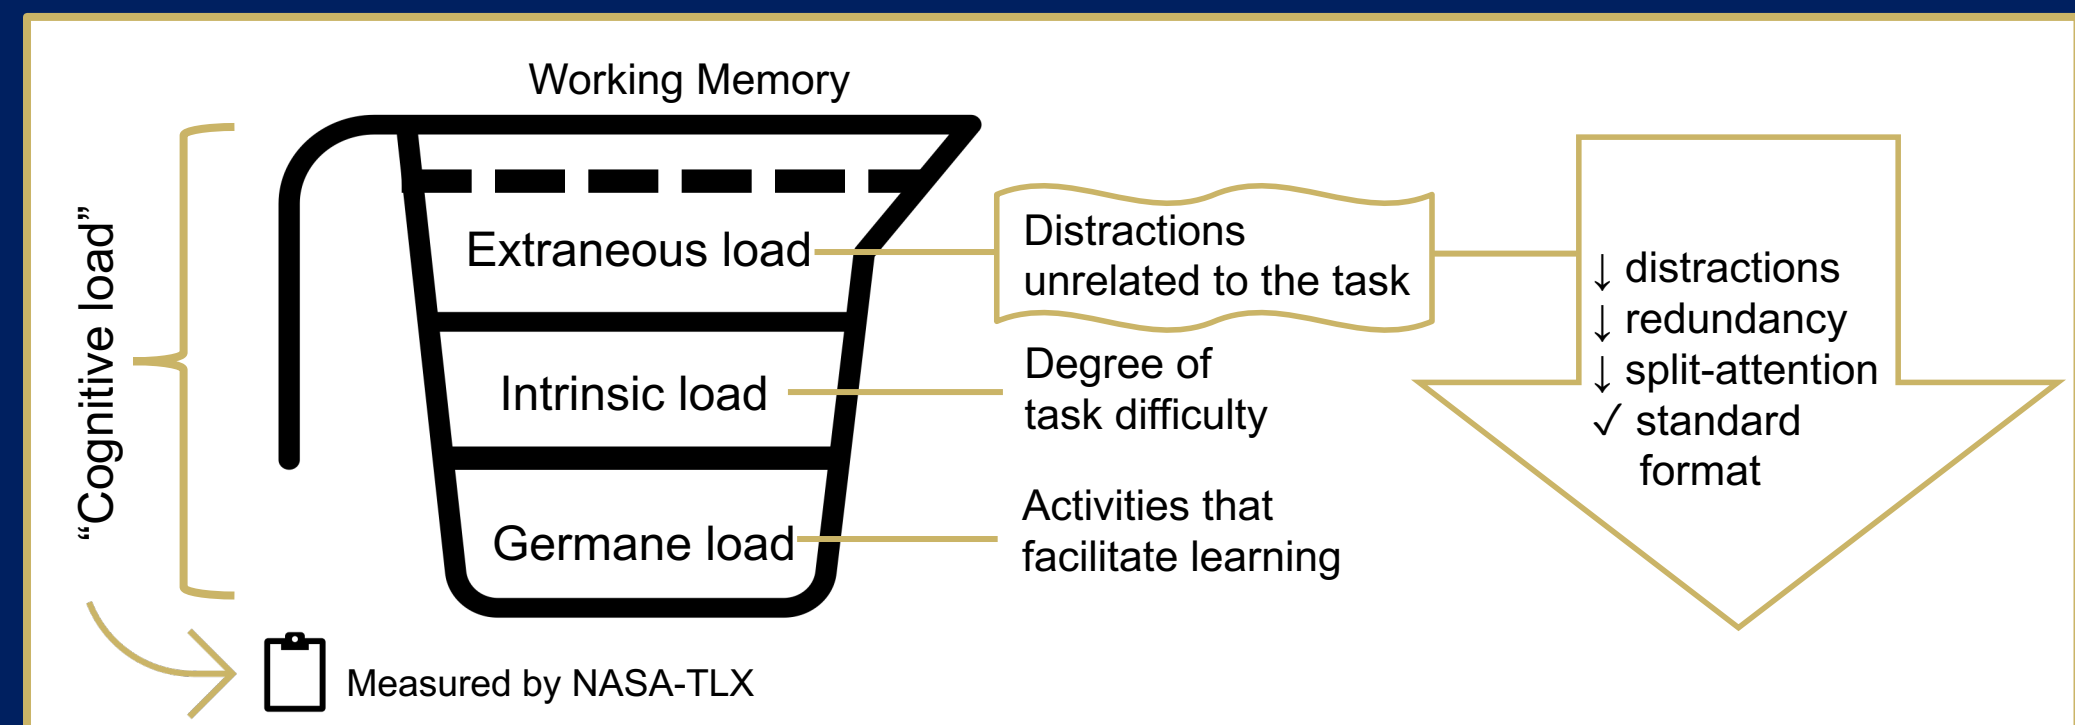 Working Memory
“Cognitive load”
Extraneous load
Distractions
unrelated to the task
Intrinsic load
Degree of
task difficulty
Germane load
Activities that
facilitate learning
↓ distractions
↓ redundancy
↓ split-attention
✓ standard
format
Measured by NASA-TLX